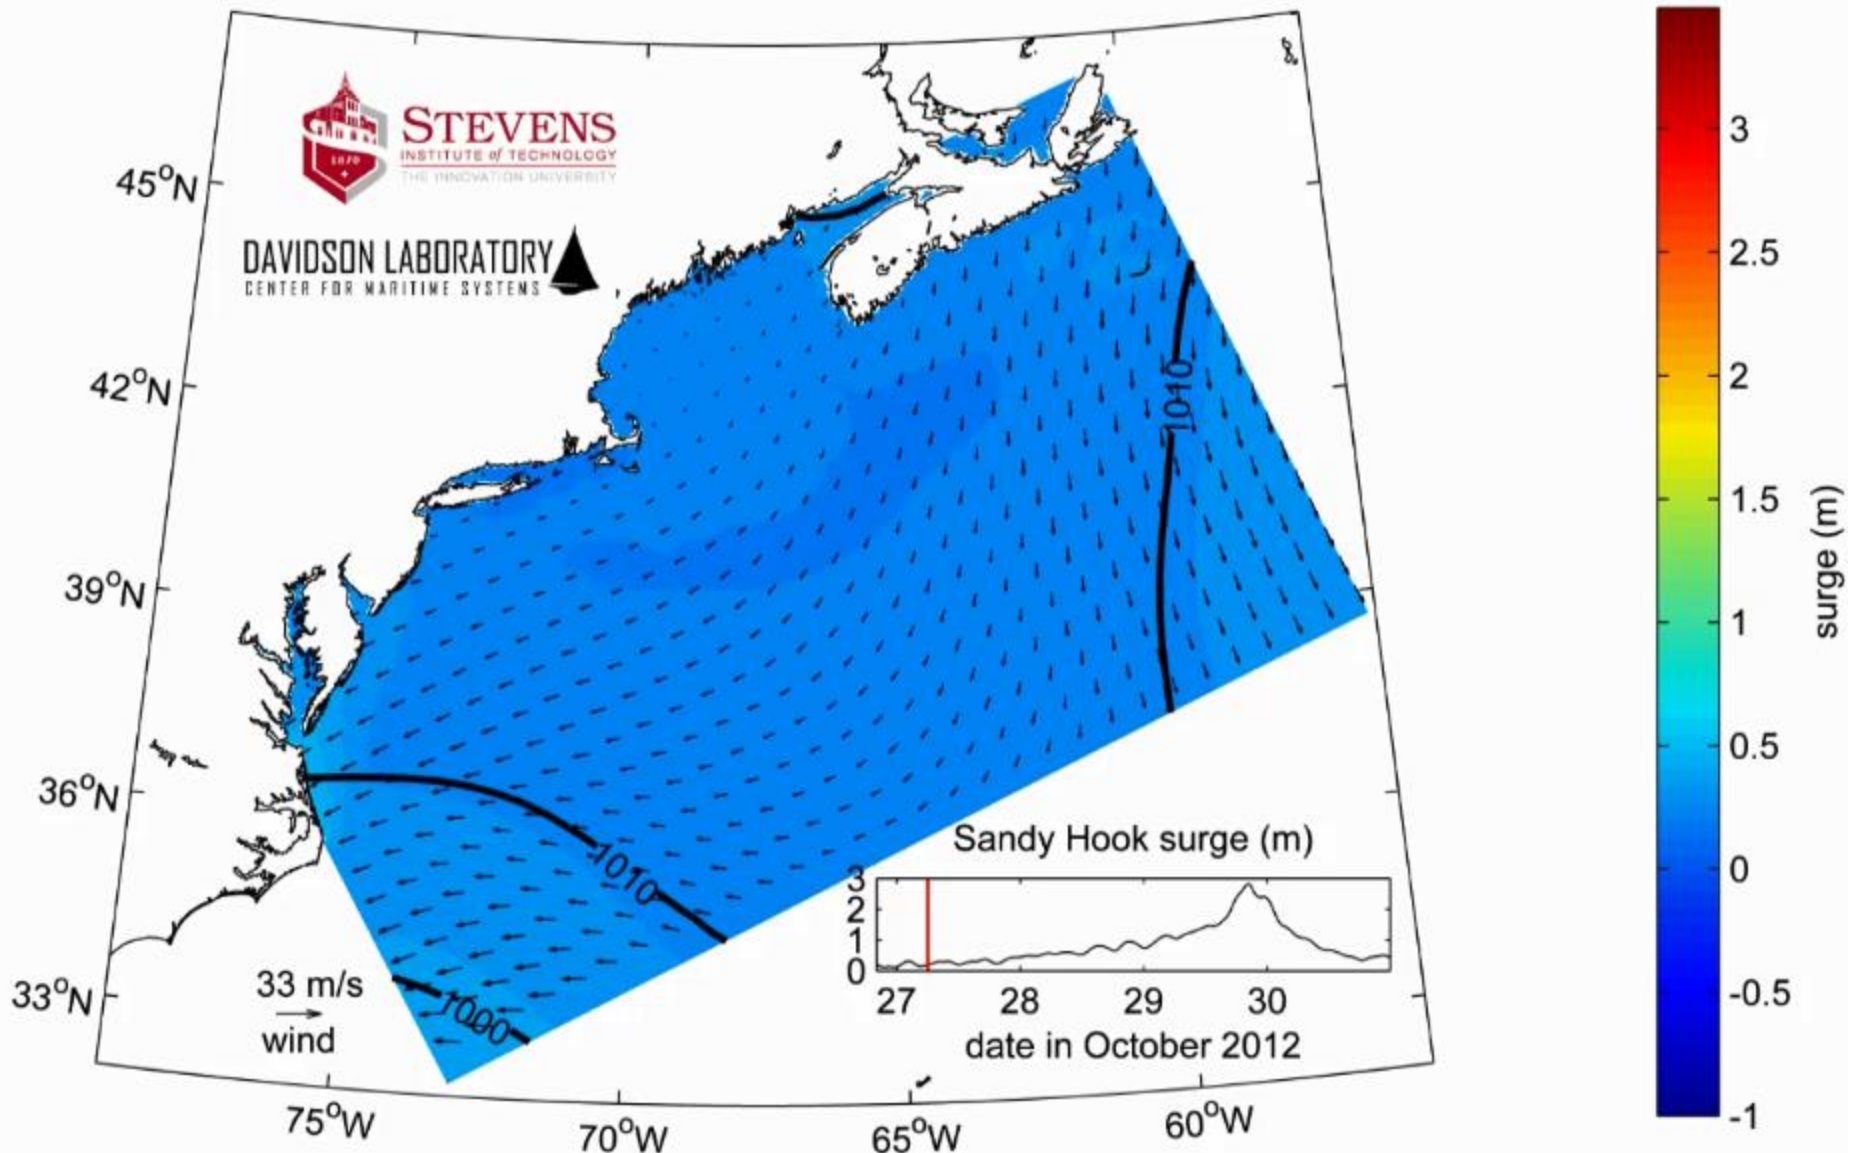 STEVENS
INSTITUTE of TECHNOLOGY
THE INNOVATION UNIVERSITY
1870
DAVIDSON LABORATORY
CENTER FOR MARITIME SYSTEMS
45°N
42°N
39°N
36°N
33°N
75°W
70°W
65°W
60°W
1010
1010
1000
33 m/s
wind
Sandy Hook surge (m)
3
2
1
0
27 28 29 30
date in October 2012
3
2.5
2
1.5
1
0.5
0
-0.5
-1
surge (m)